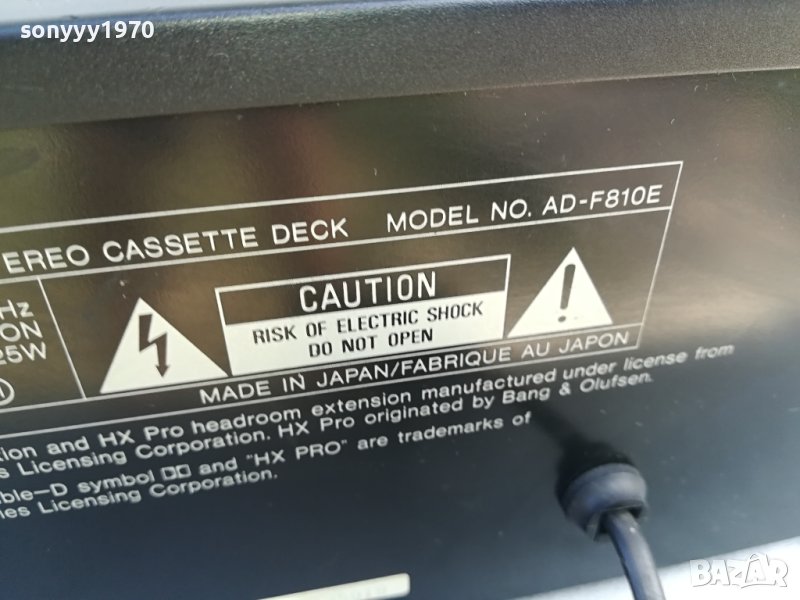 sonyyy1970
EREO CASSETTE DECK MODEL NO. AD-F810E
Hz
ON
25W
CAUTION
RISK OF ELECTRIC SHOCK
DO NOT OPEN
MADE IN JAPAN/FABRIQUE AU JAPON
tion and HX Pro headroom extension manufactured under license from
s Licensing Corporation. HX Pro originated by Bang & Olufsen.
ble-D symbol and "HX PRO" are trademarks of
ies Licensing Corporation.
BAZAR